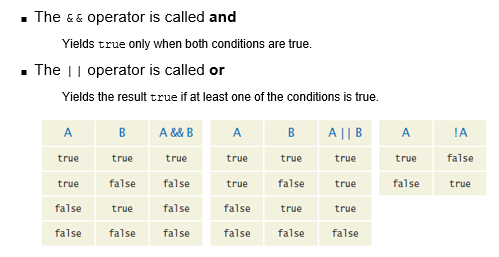 The && operator is called and
Yields true only when both conditions are true.
The || operator is called or
Yields the result true if at least one of the conditions is true.
A B A && B A B A || B A !A
true true true true true true true false
true false false true false true false true
false true false false true true
false false false false false false